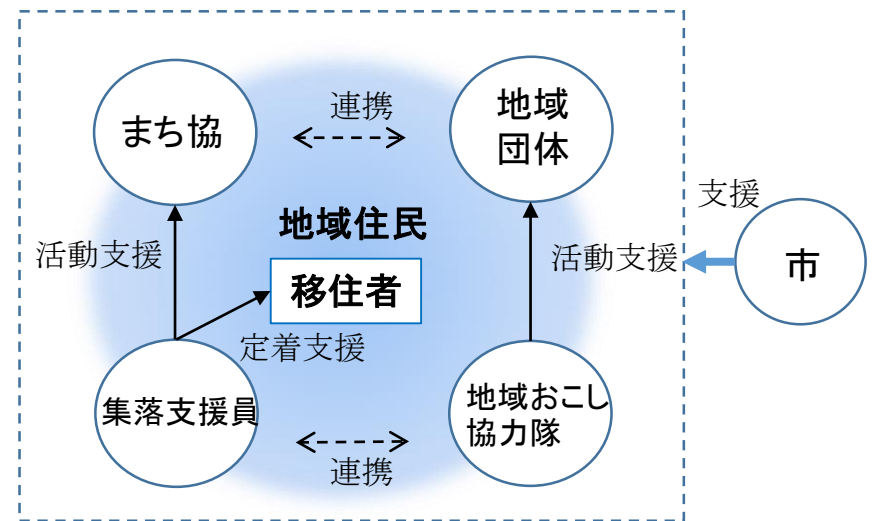 まち協
連携
地域
団体
支援
地域住民
活動支援
活動支援
市
移住者
定着支援
集落支援員
地域おこし
協力隊
連携